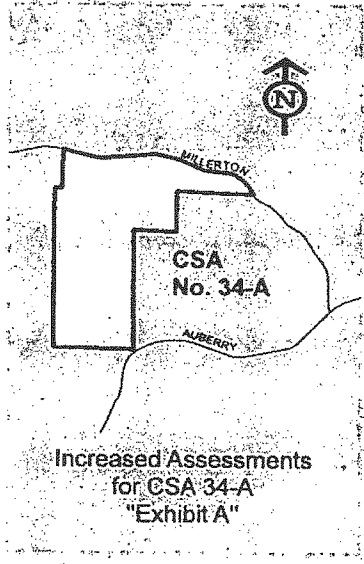 N
MILLERTON
CSA
No. 34-A
AUBERRY
Increased Assessments
for CSA 34-A
"Exhibit A"